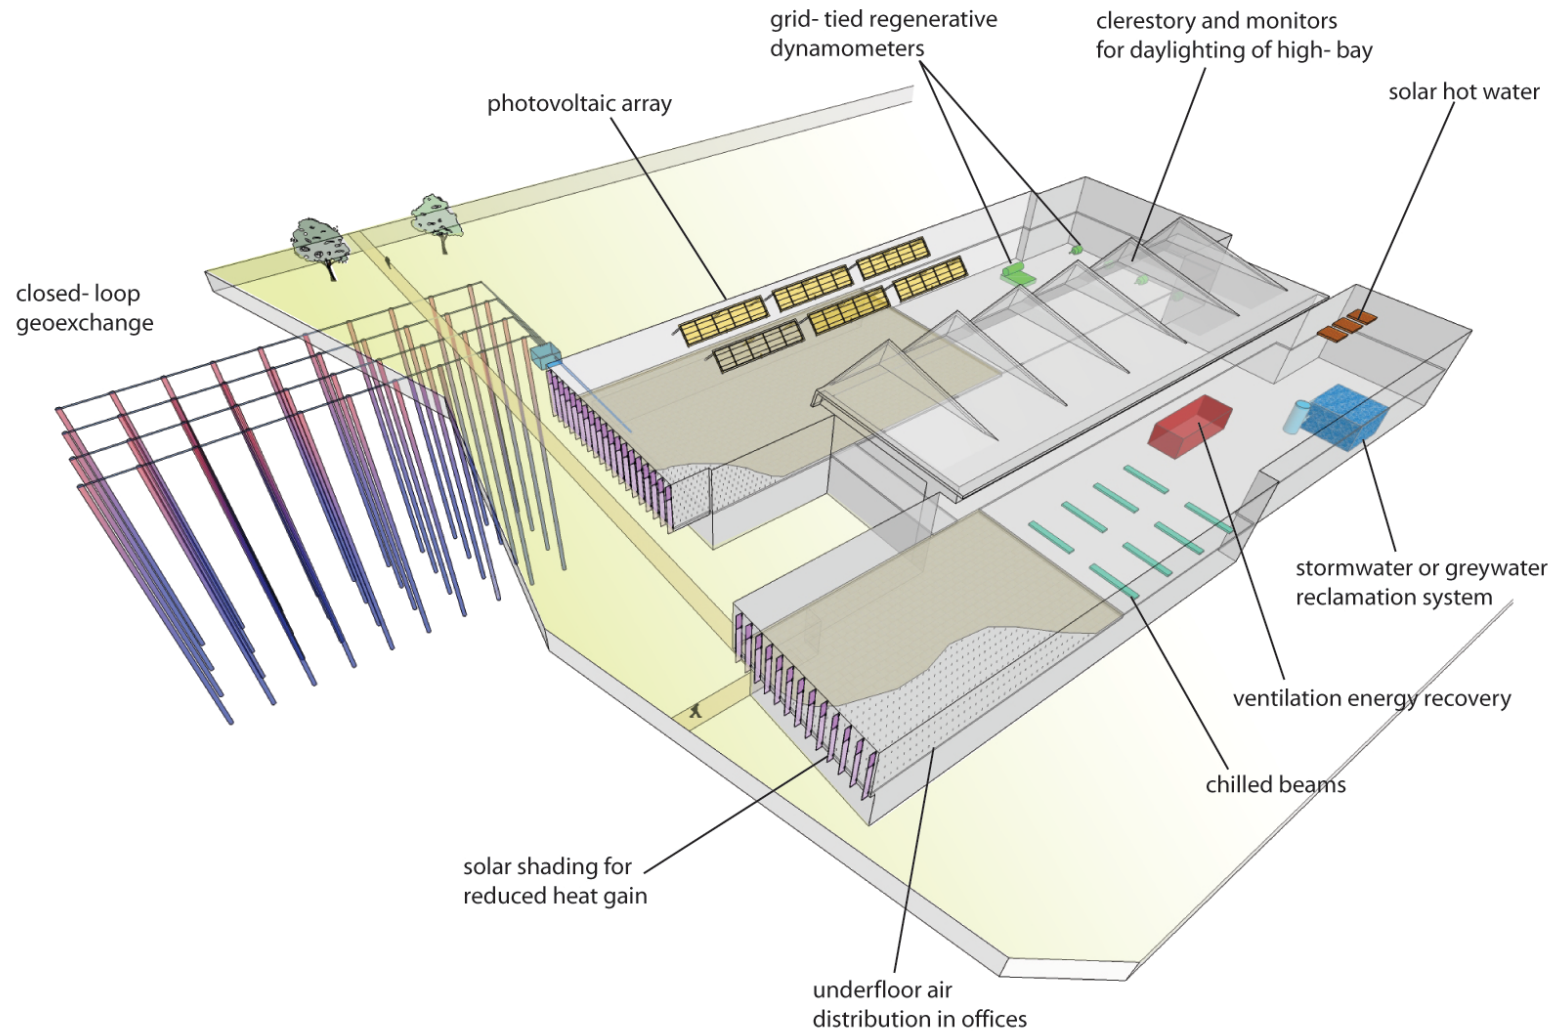 grid- tied regenerative
dynamometers
clerestory and monitors
for daylighting of high- bay
solar hot water
photovoltaic array
closed- loop
geoexchange
stormwater or greywater
reclamation system
ventilation energy recovery
chilled beams
solar shading for
reduced heat gain
underfloor air
distribution in offices